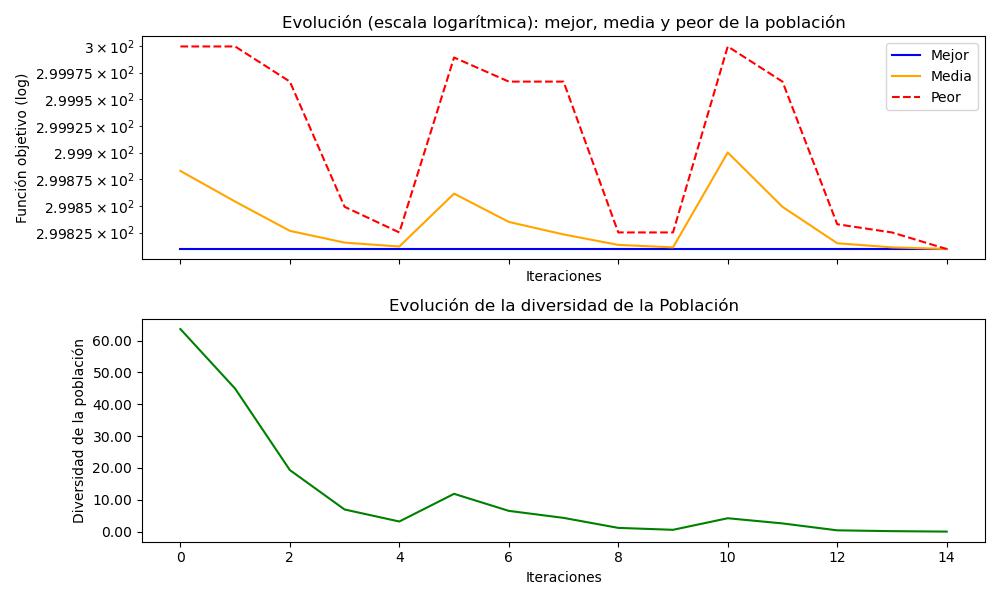 Evolución (escala logarítmica): mejor, media y peor de la población
Función objetivo (log)
3 × 10²
2.99975 × 10²
2.9995 × 10²
2.99925 × 10²
2.999 × 10²
2.99875 × 10²
2.9985 × 10²
2.99825 × 10²
Mejor
Media
Peor
Iteraciones
Evolución de la diversidad de la Población
Diversidad de la población
60.00
50.00
40.00
30.00
20.00
10.00
0.00
0 2 4 6 8 10 12 14
Iteraciones